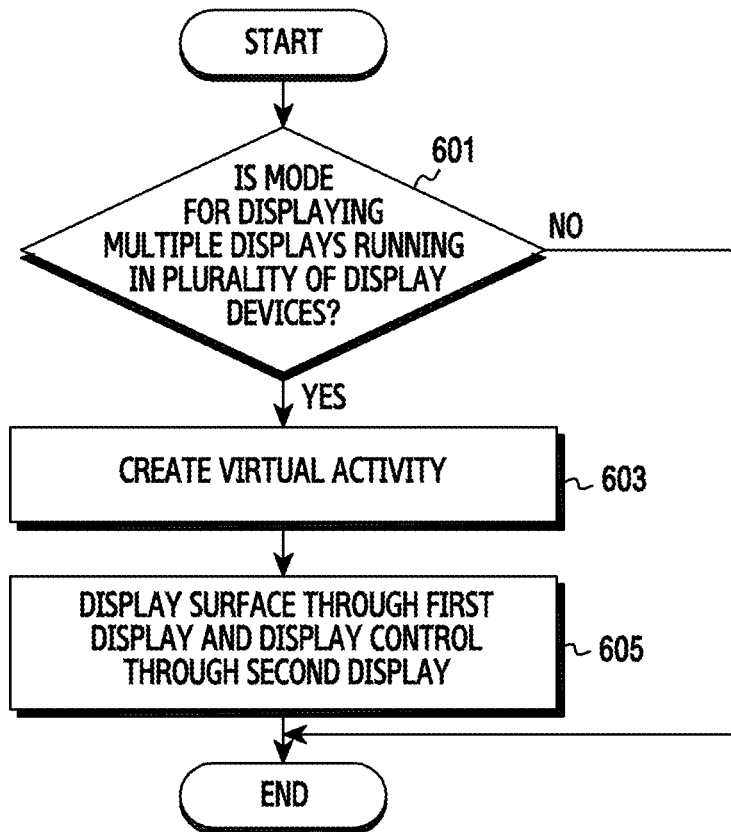 START
601
IS MODE
FOR DISPLAYING
MULTIPLE DISPLAYS RUNNING
IN PLURALITY OF DISPLAY
DEVICES?
NO
YES
CREATE VIRTUAL ACTIVITY
603
DISPLAY SURFACE THROUGH FIRST
DISPLAY AND DISPLAY CONTROL
THROUGH SECOND DISPLAY
605
END